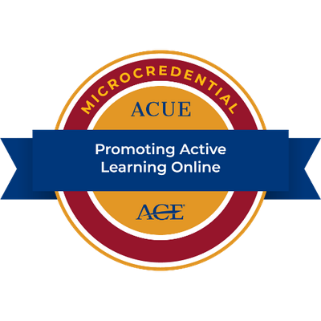 MICROCREDENTIAL
ACUE
Promoting Active
Learning Online
ACE®